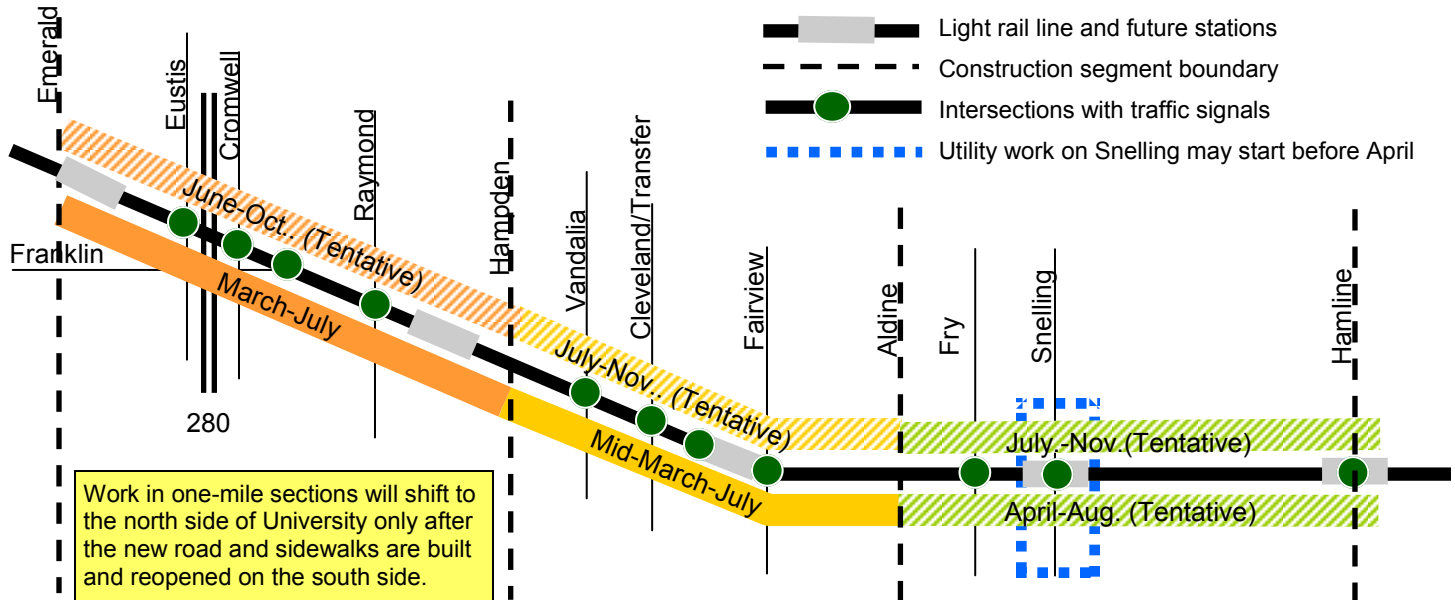 Light rail line and future stations
Construction segment boundary
Intersections with traffic signals
Utility work on Snelling may start before April
Emerald
Eustis
Cromwell
Raymond
Hampden
Vandalia
Cleveland/Transfer
Fairview
Aldine
Fry
Snelling
Hamline
Franklin
280
June-Oct.. (Tentative)
March-July
July-Nov.. (Tentative)
Mid-March-July
July.-Nov.(Tentative)
April-Aug. (Tentative)
Work in one-mile sections will shift to
the north side of University only after
the new road and sidewalks are built
and reopened on the south side.